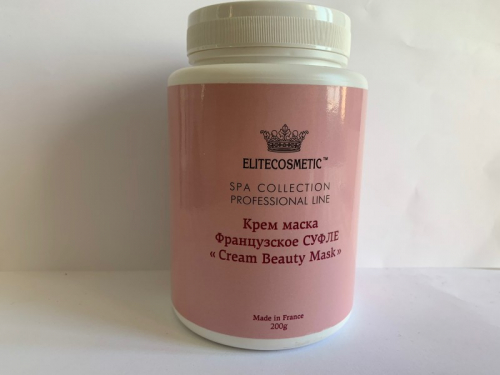 ELITECOSMETIC™
SPA COLLECTION
PROFESSIONAL LINE
Крем маска
Французское СУФЛЕ
« Cream Beauty Mask»
Made in France
200g